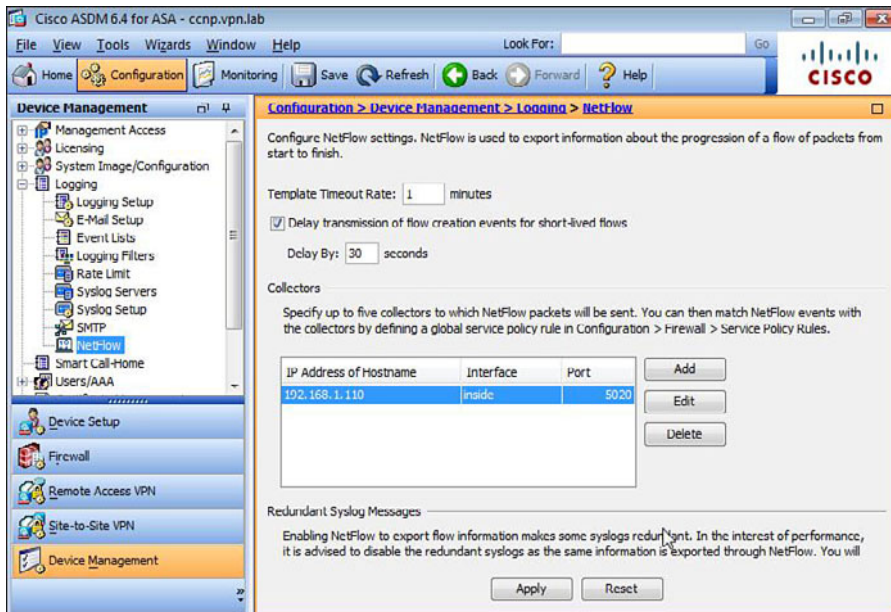 Cisco ASDM 6.4 for ASA - ccnp.vpn.lab
File View Tools Wizards Window Help Look For: Go
Home Configuration Monitoring Save Refresh Back Forward Help
CISCO
Device Management
Management Access
Licensing
System Image/Configuration
Logging
Logging Setup
E-Mail Setup
Event Lists
Logging Filters
Rate Limit
Syslog Servers
Syslog Setup
SMTP
NetFlow
Smart Call-Home
Users/AAA
Device Setup
Firewall
Remote Access VPN
Site-to-Site VPN
Device Management
Configuration > Device Management > Logging > NetFlow
Configure NetFlow settings. NetFlow is used to export information about the progression of a flow of packets from
start to finish.
Template Timeout Rate: 1 minutes
Delay transmission of flow creation events for short-lived flows
Delay By: 30 seconds
Collectors
Specify up to five collectors to which NetFlow packets will be sent. You can then match NetFlow events with
the collectors by defining a global service policy rule in Configuration > Firewall > Service Policy Rules.
IP Address of Hostname Interface Port
192.168.1.110 inside 5020
Add
Edit
Delete
Redundant Syslog Messages
Enabling NetFlow to export flow information makes some syslogs redundant. In the interest of performance,
it is advised to disable the redundant syslogs as the same information is exported through NetFlow. You will
Apply Reset